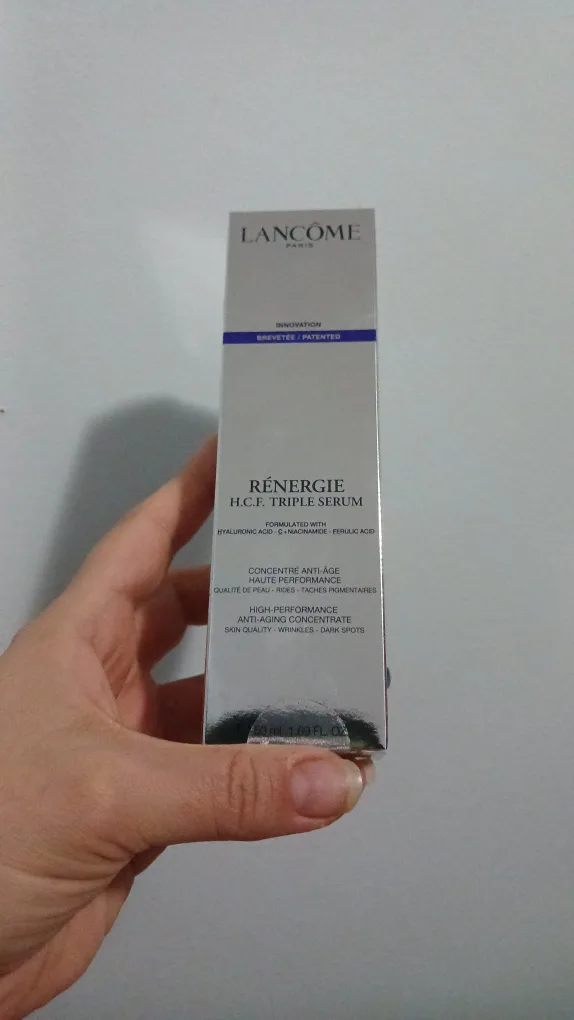 LANCÔME
PARIS
INNOVATION
BREVETÉE / PATENTED
RÉNERGIE
H.C.F. TRIPLE SERUM
FORMULATED WITH
HYALURONIC ACID - C+NIACINAMIDE - FERULIC ACID
CONCENTRÉ ANTI-ÂGE
HAUTE PERFORMANCE
QUALITÉ DE PEAU - RIDES - TACHES PIGMENTAIRES
HIGH-PERFORMANCE
ANTI-AGING CONCENTRATE
SKIN QUALITY - WRINKLES - DARK SPOTS
50 mL 1.69 FL. OZ